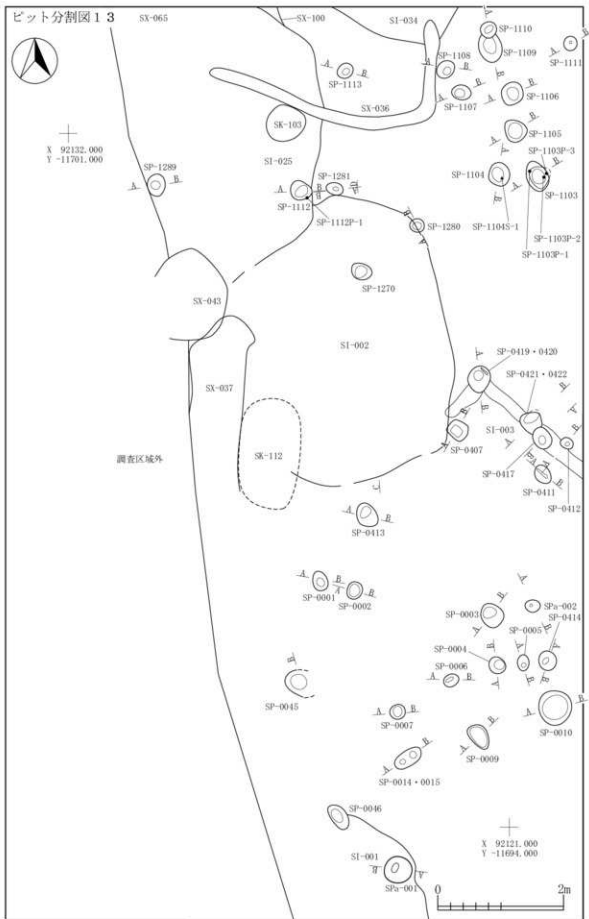 ピット分割図13
SX-065
SX-100
SI-034
SP-1110
SP-1109
SP-1111
SP-1108
SP-1113
SP-1107
SP-1106
SX-036
SK-103
SP-1105
X 92132.000
Y -11701.000
SI-025
SP-1103P-3
SP-1289
SP-1281
SP-1104
SP-1103
SP-1112
SP-1112P-1
SP-1104S-1
SP-1103P-2
SP-1103P-1
SP-1280
SP-1270
SX-043
SI-002
SP-0419・0420
SP-0421・0422
SX-037
SI-003
SP-0407
SP-0417
SP-0412
SP-0411
調査区域外
SK-112
SP-0413
SP-0001
SP-0002
SP-0003
SPa-002
SP-0414
SP-0005
SP-0004
SP-0006
SP-0045
SP-0007
SP-0010
SP-0009
SP-0014・0015
SP-0046
X 92121.000
Y -11694.000
SI-001
SPa-001
0 2m